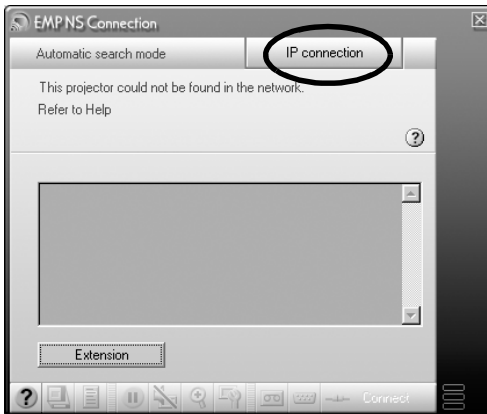 EMP NS Connection
Automatic search mode
IP connection
This projector could not be found in the network.
Refer to Help
Extension
Connect